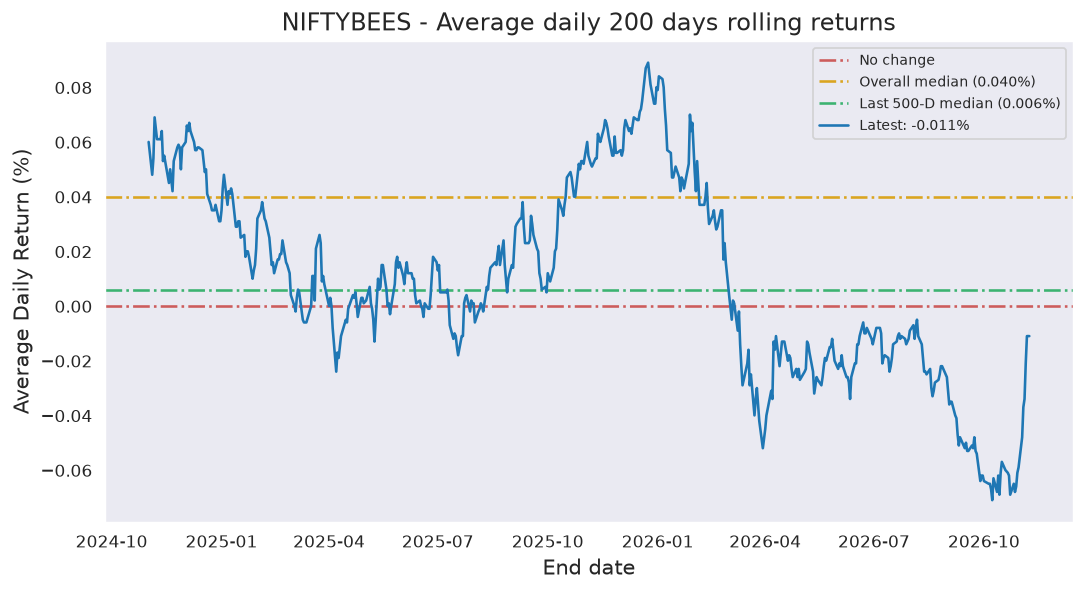 NIFTYBEES - Average daily 200 days rolling returns
No change
Overall median (0.040%)
Last 500-D median (0.006%)
Latest: -0.011%
Average Daily Return (%)
0.08
0.06
0.04
0.02
0.00
−0.02
−0.04
−0.06
2024-10 2025-01 2025-04 2025-07 2025-10 2026-01 2026-04 2026-07 2026-10
End date